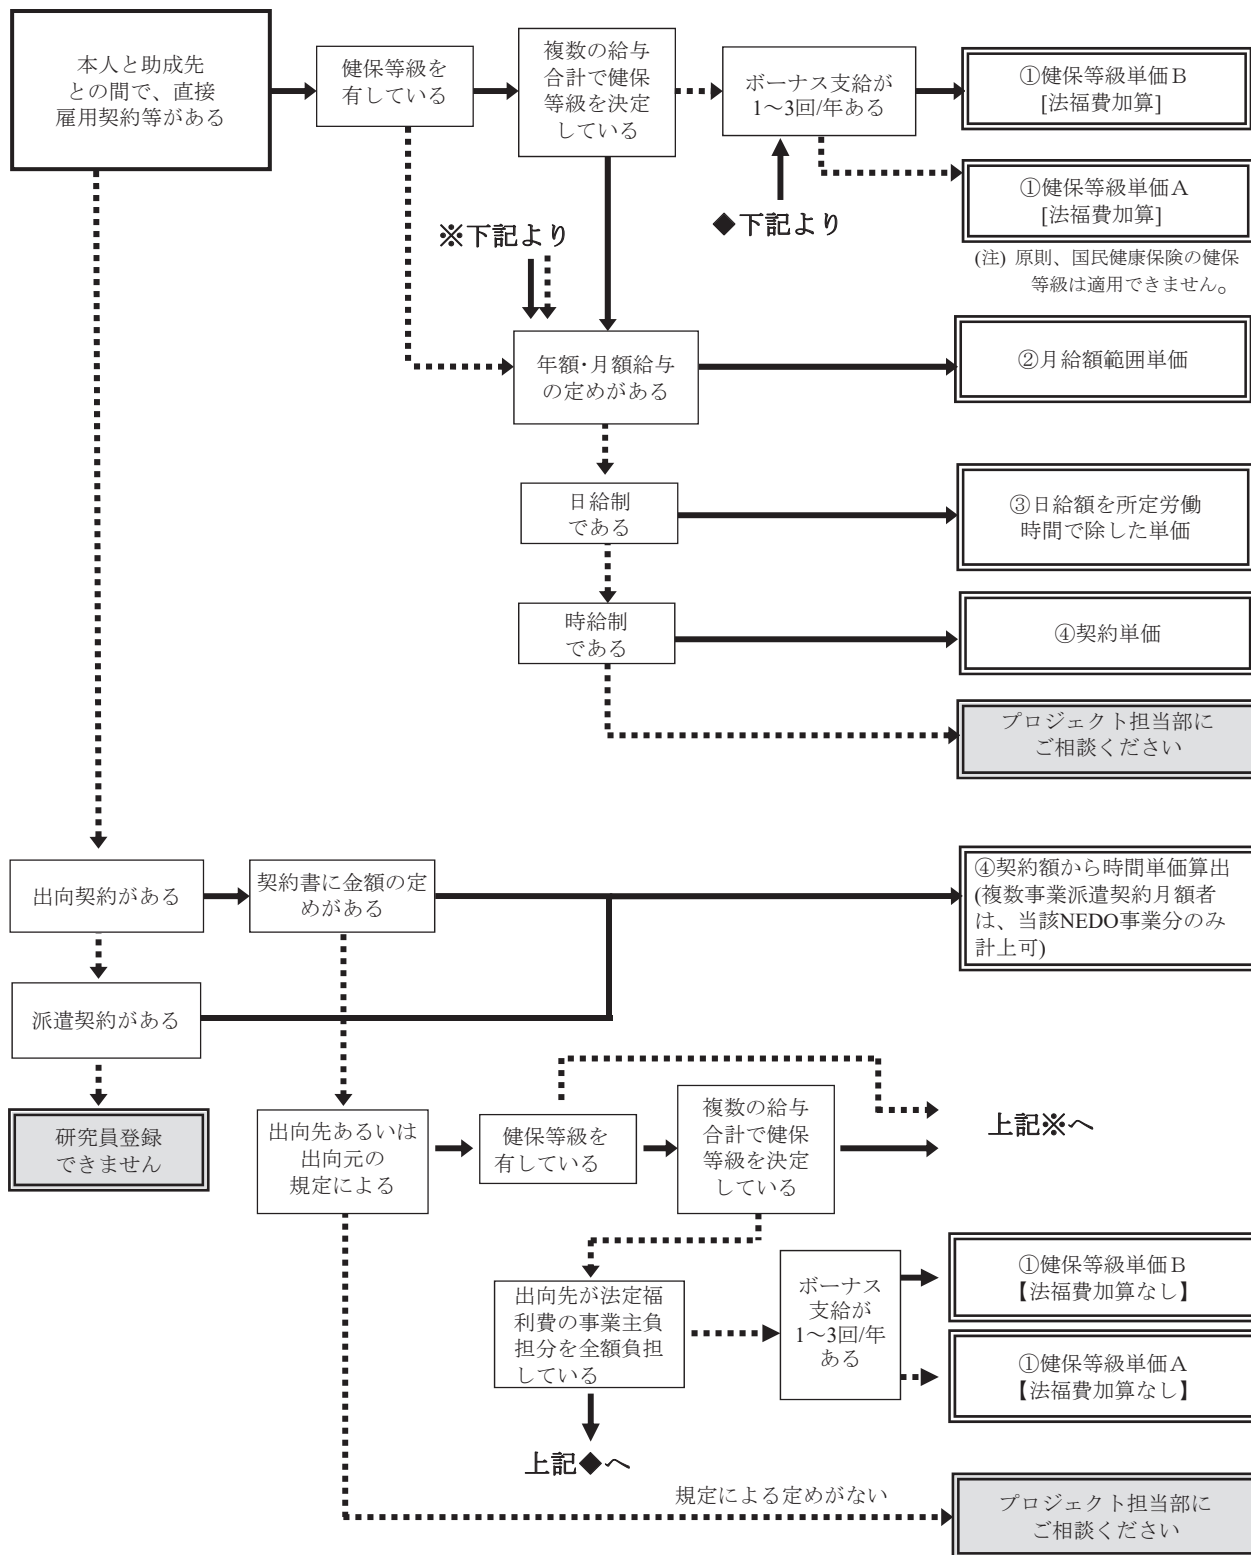 本人と助成先
との間で、直接
雇用契約等がある
健保等級を
有している
複数の給与
合計で健保
等級を決定
している
ボーナス支給が
1～3回/年ある
①健保等級単価Ｂ
[法福費加算]
①健保等級単価Ａ
[法福費加算]
(注) 原則、国民健康保険の健保
等級は適用できません。
◆下記より
※下記より
年額･月額給与
の定めがある
②月給額範囲単価
日給制
である
③日給額を所定労働
時間で除した単価
時給制
である
④契約単価
プロジェクト担当部に
ご相談ください
出向契約がある
契約書に金額の定
めがある
④契約額から時間単価算出
(複数事業派遣契約月額者
は、当該NEDO事業分のみ
計上可)
派遣契約がある
研究員登録
できません
出向先あるいは
出向元の
規定による
健保等級を
有している
複数の給与
合計で健保
等級を決定
している
上記※へ
出向先が法定福
利費の事業主負
担分を全額負担
している
ボーナス
支給が
1～3回/年
ある
①健保等級単価Ｂ
【法福費加算なし】
①健保等級単価Ａ
【法福費加算なし】
上記◆へ
規定による定めがない
プロジェクト担当部に
ご相談ください